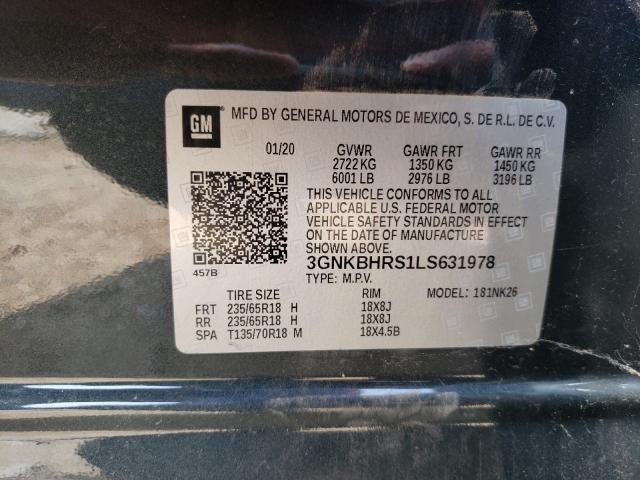 GM MFD BY GENERAL MOTORS DE MEXICO, S. DE R.L. DE C.V.
01/20 GVWR GAWR FRT GAWR RR
2722 KG 1350 KG 1450 KG
6001 LB 2976 LB 3196 LB
THIS VEHICLE CONFORMS TO ALL
APPLICABLE U.S. FEDERAL MOTOR
VEHICLE SAFETY STANDARDS IN EFFECT
ON THE DATE OF MANUFACTURE
SHOWN ABOVE.
3GNKBHRS1LS631978
457B
TYPE: M.P.V.
TIRE SIZE RIM MODEL: 181NK26
FRT 235/65R18 H 18X8J
RR 235/65R18 H 18X8J
SPA T135/70R18 M 18X4.5B